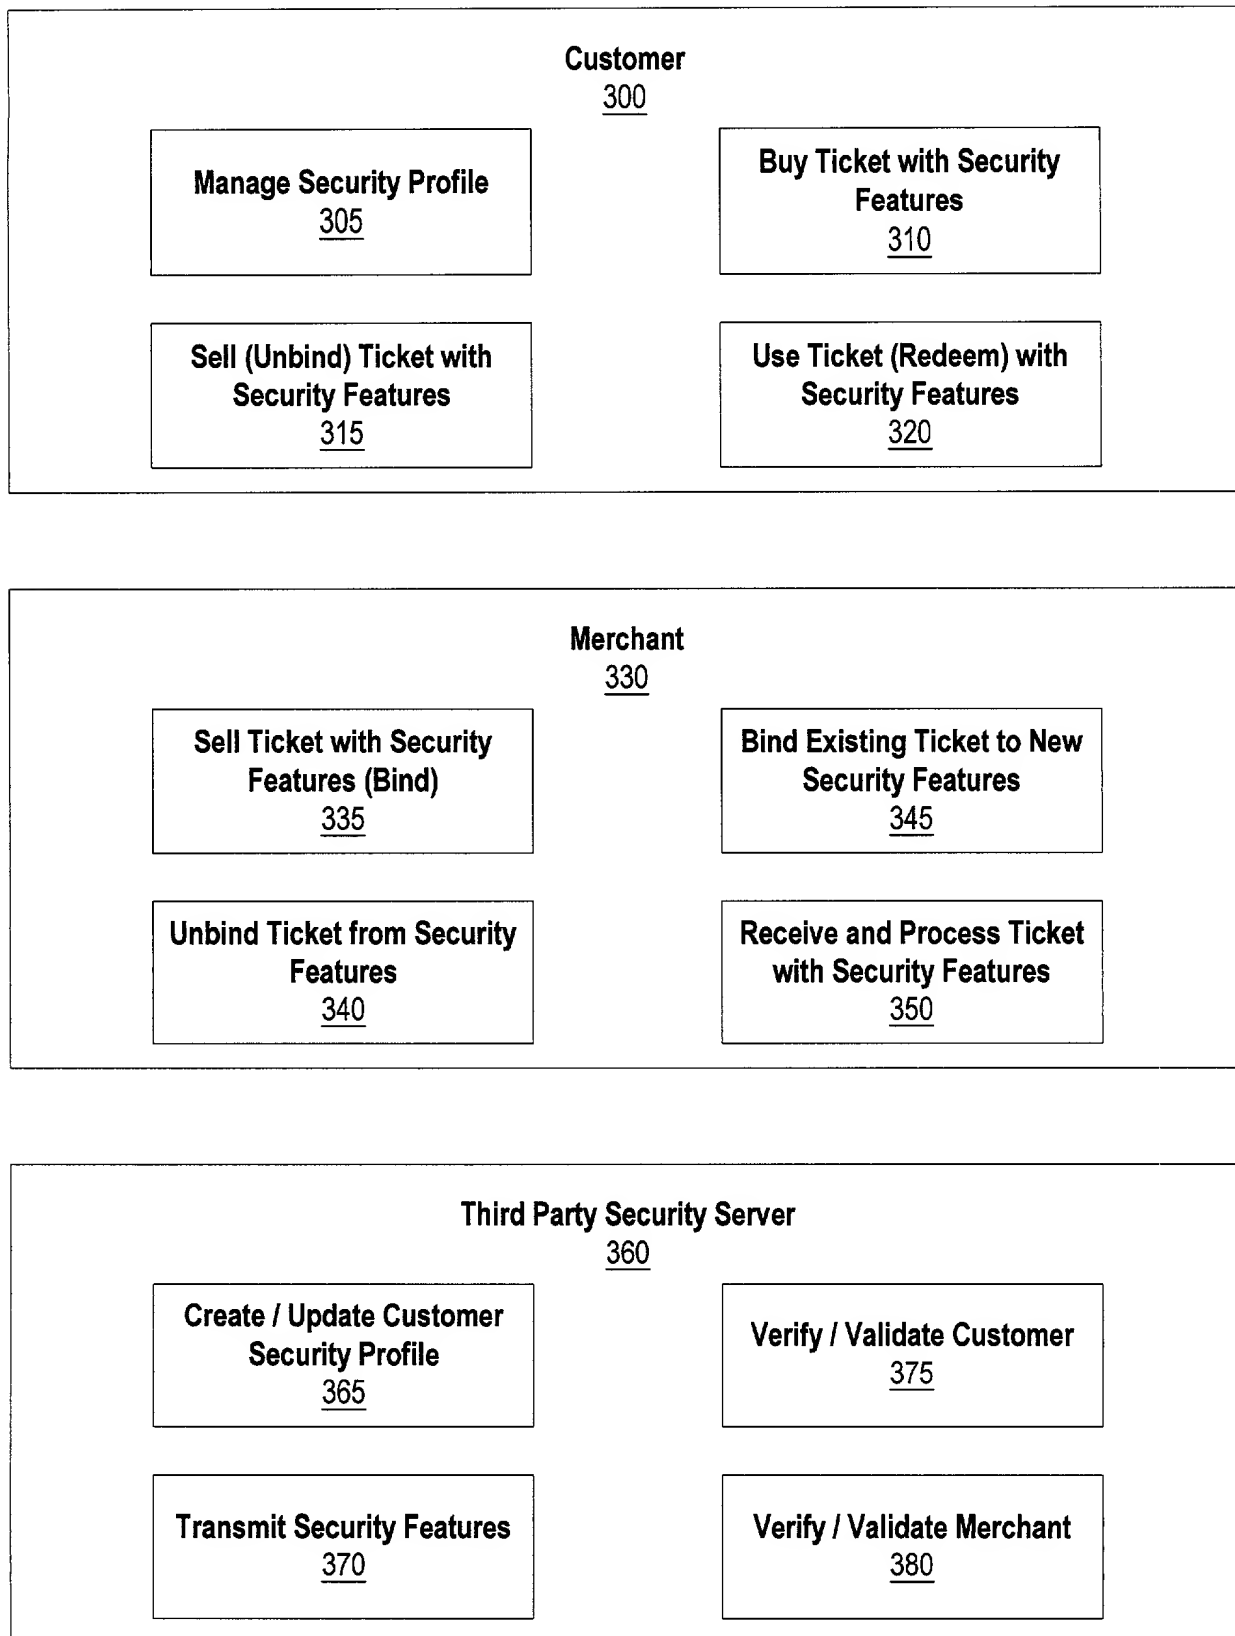 Customer
300
Manage Security Profile
305
Buy Ticket with Security
Features
310
Sell (Unbind) Ticket with
Security Features
315
Use Ticket (Redeem) with
Security Features
320
Merchant
330
Sell Ticket with Security
Features (Bind)
335
Bind Existing Ticket to New
Security Features
345
Unbind Ticket from Security
Features
340
Receive and Process Ticket
with Security Features
350
Third Party Security Server
360
Create / Update Customer
Security Profile
365
Verify / Validate Customer
375
Transmit Security Features
370
Verify / Validate Merchant
380